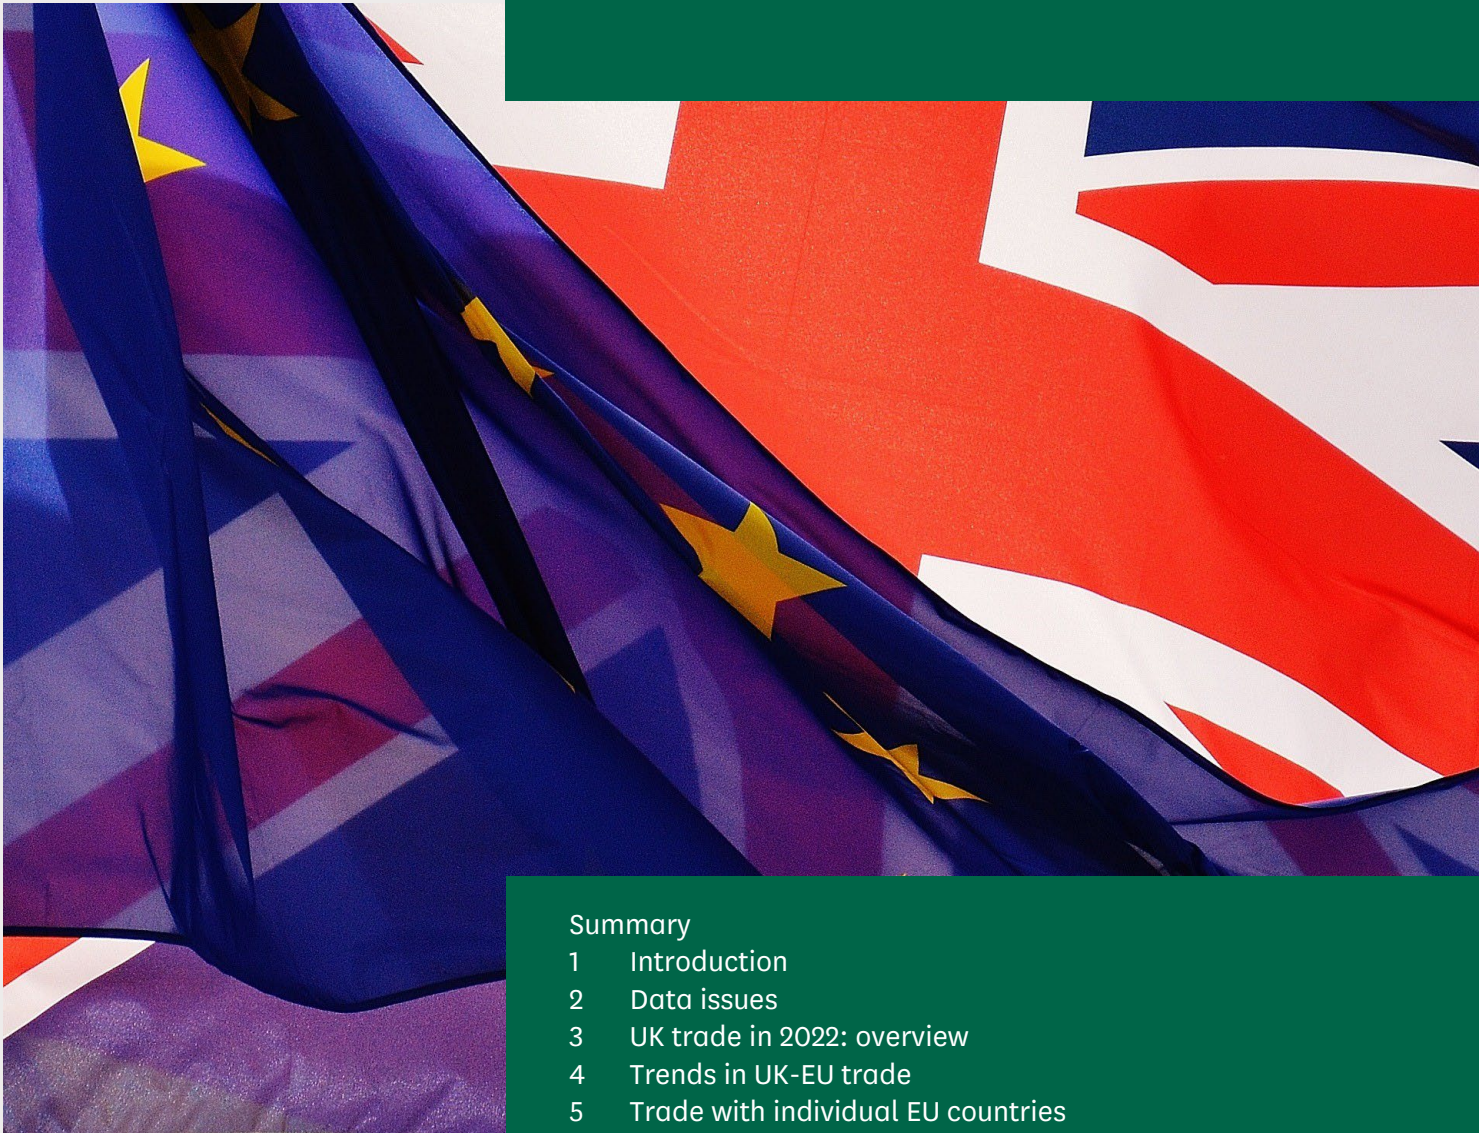 Summary
1 Introduction
2 Data issues
3 UK trade in 2022: overview
4 Trends in UK-EU trade
5 Trade with individual EU countries